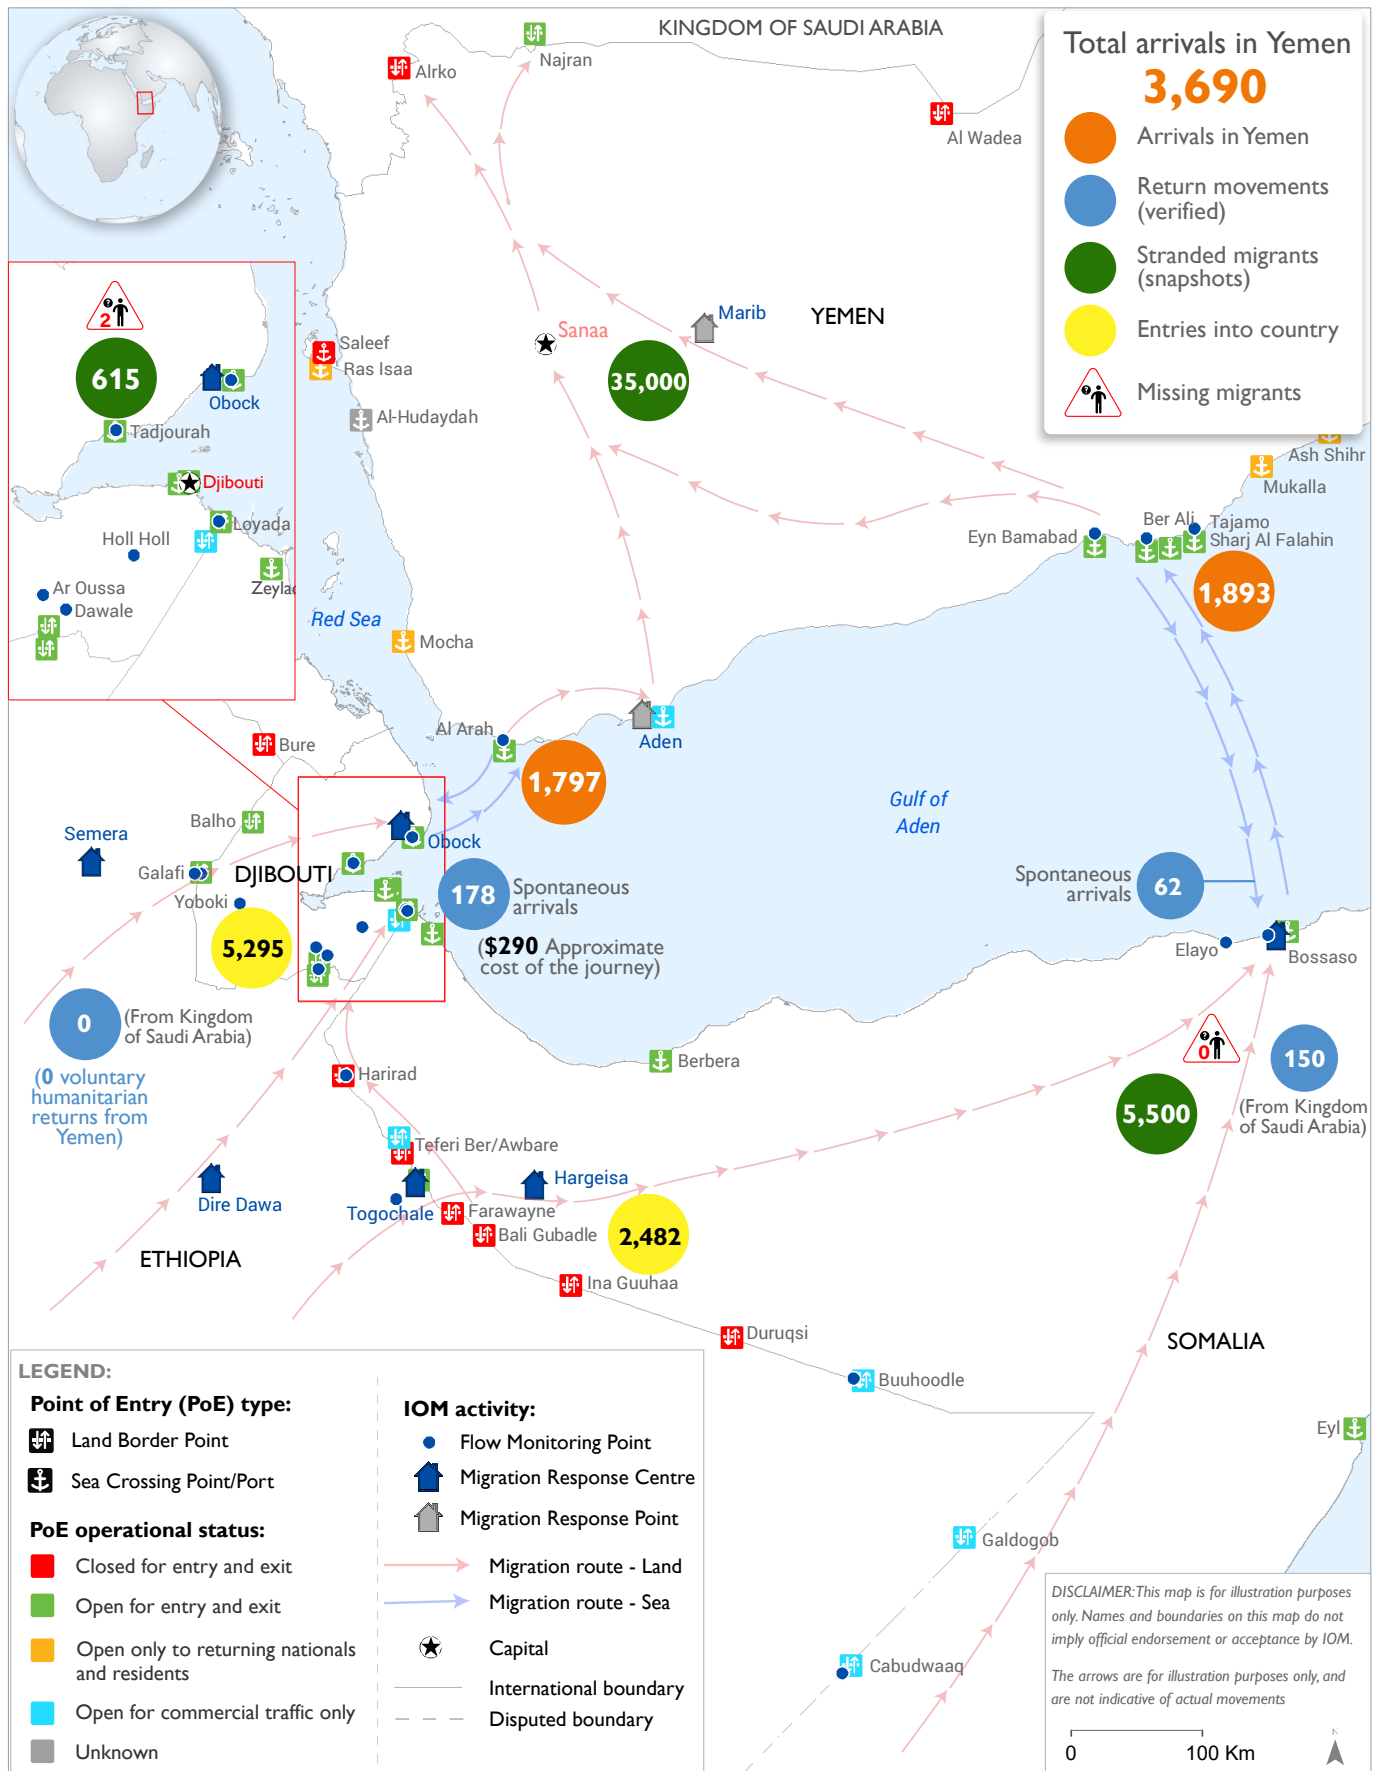 KINGDOM OF SAUDI ARABIA
Total arrivals in Yemen
3,690
Arrivals in Yemen
Return movements
(verified)
Stranded migrants
(snapshots)
Entries into country
Missing migrants
Najran
Alrko
Al Wadea
Marib
YEMEN
Sanaa
35,000
2
615
Obock
Tadjourah
Djibouti
Loyada
Holl Holl
Zeylac
Ar Oussa
Dawale
Saleef
Ras Isaa
Al-Hudaydah
Red Sea
Mocha
Ash Shihr
Mukalla
Ber Ali
Tajamo
Sharj Al Falahin
Eyn Bamabad
1,893
Al Arah
Aden
1,797
Bure
Balho
Semera
Galafi
DJIBOUTI
Yoboki
Obock
5,295
178
Spontaneous
arrivals
($290 Approximate
cost of the journey)
Gulf of
Aden
Spontaneous
arrivals
62
Elayo
Bossaso
0
(From Kingdom
of Saudi Arabia)
(0 voluntary
humanitarian
returns from
Yemen)
Berbera
0
150
(From Kingdom
of Saudi Arabia)
5,500
Harirad
Teferi Ber/Awbare
Dire Dawa
Togochale
Hargeisa
Farawayne
Bali Gubadle
2,482
ETHIOPIA
Ina Guuhaa
Duruqsi
SOMALIA
Buuhoodle
Eyl
Galdogob
Cabudwaaq
LEGEND:
Point of Entry (PoE) type:
Land Border Point
Sea Crossing Point/Port
PoE operational status:
Closed for entry and exit
Open for entry and exit
Open only to returning nationals
and residents
Open for commercial traffic only
Unknown
IOM activity:
Flow Monitoring Point
Migration Response Centre
Migration Response Point
Migration route - Land
Migration route - Sea
Capital
International boundary
Disputed boundary
DISCLAIMER:This map is for illustration purposes
only. Names and boundaries on this map do not
imply official endorsement or acceptance by IOM.
The arrows are for illustration purposes only, and
are not indicative of actual movements
0 100 Km
N